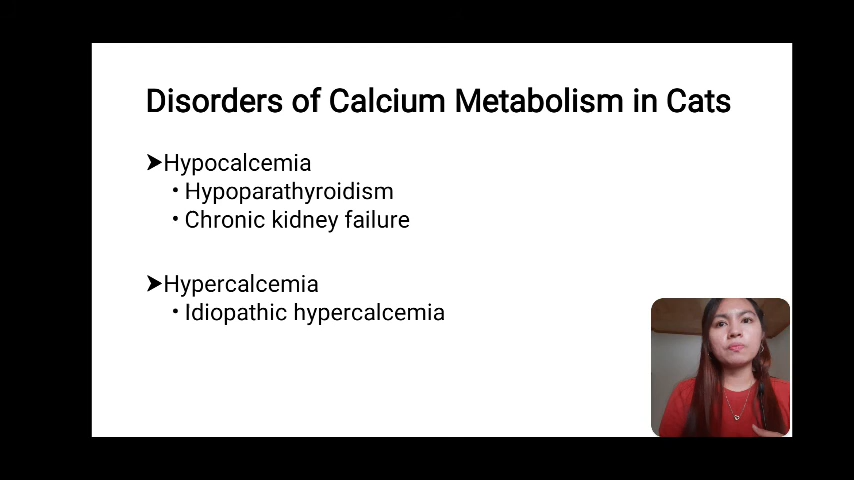 Disorders of Calcium Metabolism in Cats
➤Hypocalcemia
• Hypoparathyroidism
• Chronic kidney failure
➤Hypercalcemia
• Idiopathic hypercalcemia